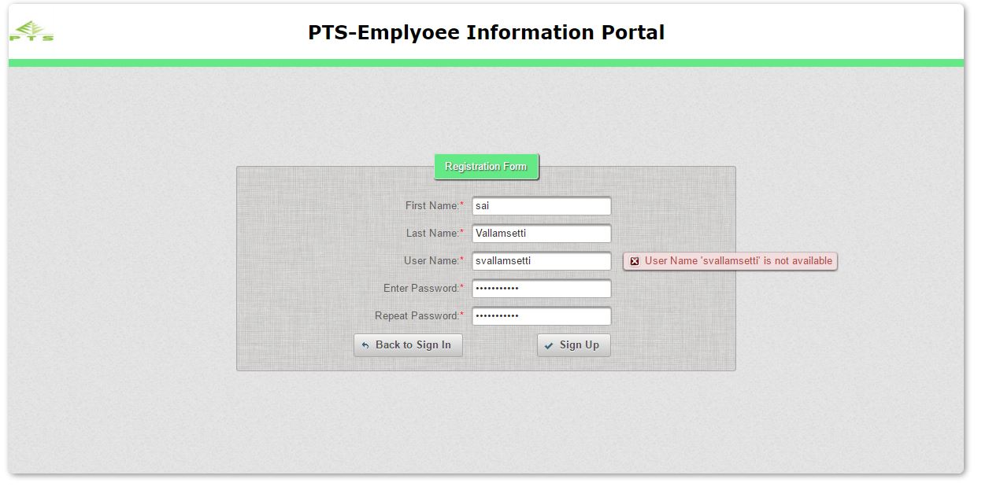 PTS
PTS-Emplyoee Information Portal
Registration Form
First Name:* sai
Last Name:* Vallamsetti
User Name:* svallamsetti User Name 'svallamsetti' is not available
Enter Password:* •••••••••••
Repeat Password:* •••••••••••
Back to Sign In Sign Up